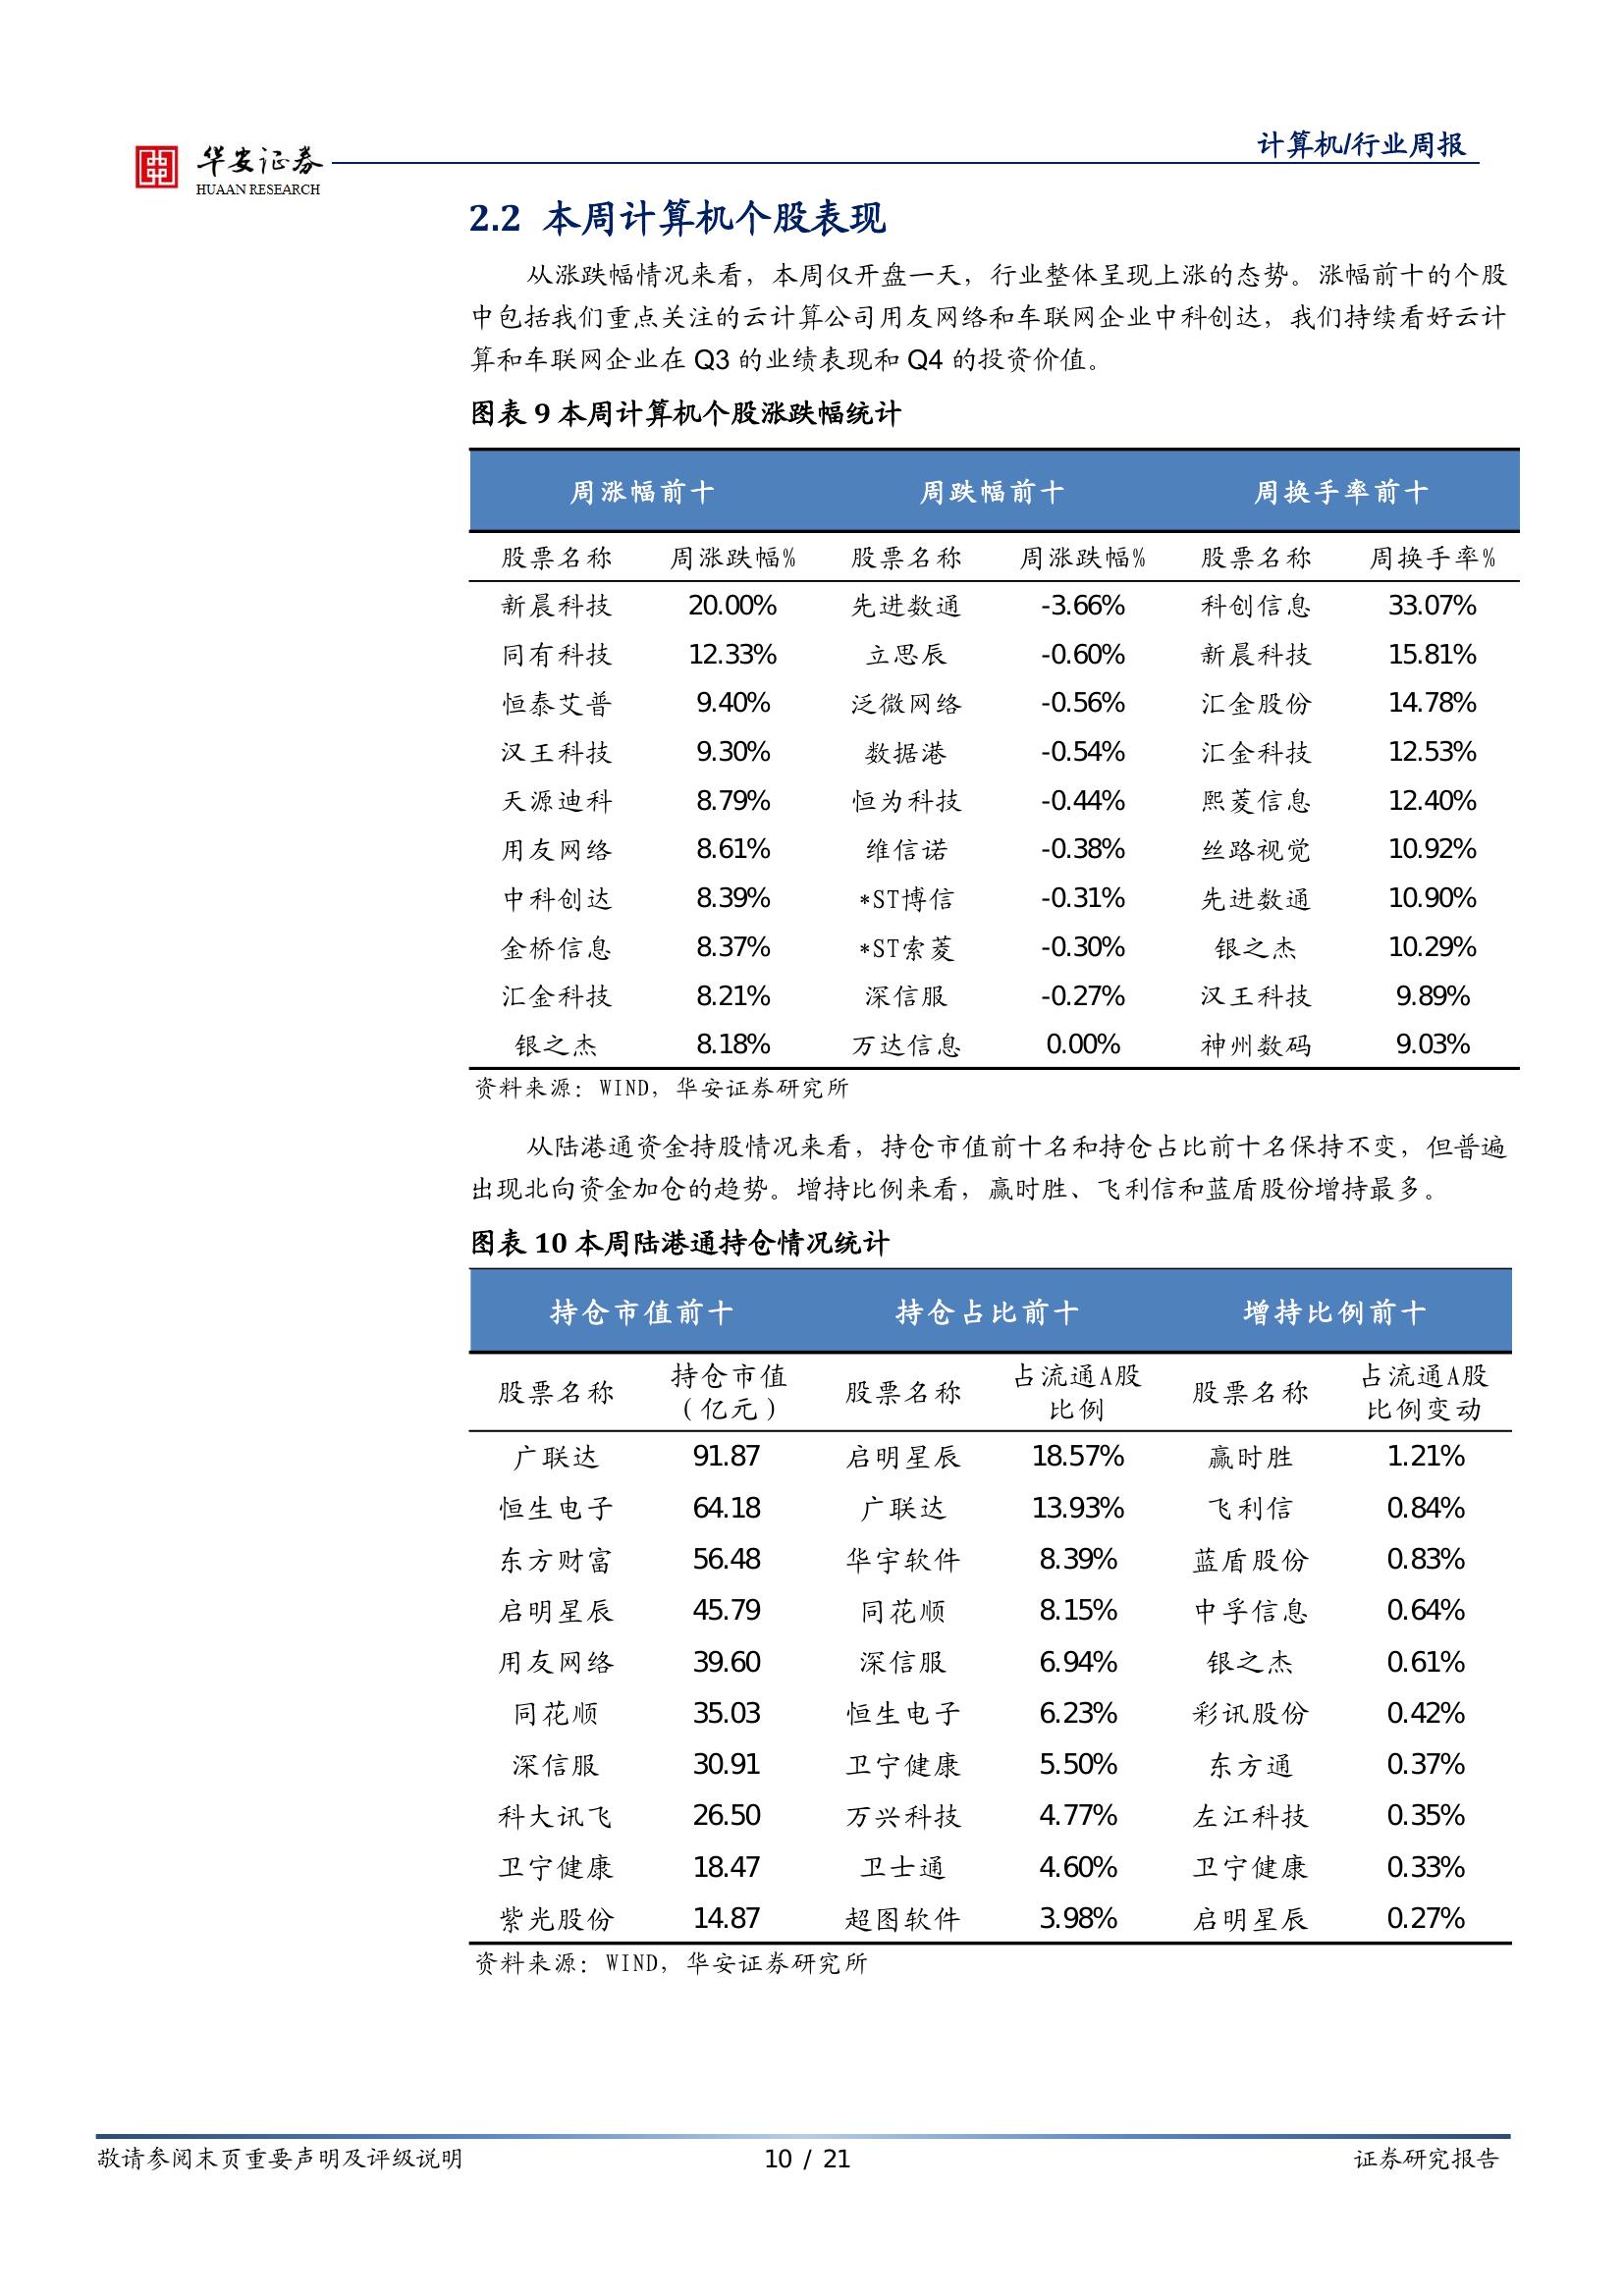 华安证券
HUAAN RESEARCH
计算机/行业周报
2.2 本周计算机个股表现
从涨跌幅情况来看，本周仅开盘一天，行业整体呈现上涨的态势。涨幅前十的个股
中包括我们重点关注的云计算公司用友网络和车联网企业中科创达，我们持续看好云计
算和车联网企业在 Q3 的业绩表现和 Q4 的投资价值。
图表 9 本周计算机个股涨跌幅统计
周涨幅前十 周跌幅前十 周换手率前十
股票名称 周涨跌幅% 股票名称 周涨跌幅% 股票名称 周换手率%
新晨科技 20.00% 先进数通 -3.66% 科创信息 33.07%
同有科技 12.33% 立思辰 -0.60% 新晨科技 15.81%
恒泰艾普 9.40% 泛微网络 -0.56% 汇金股份 14.78%
汉王科技 9.30% 数据港 -0.54% 汇金科技 12.53%
天源迪科 8.79% 恒为科技 -0.44% 熙菱信息 12.40%
用友网络 8.61% 维信诺 -0.38% 丝路视觉 10.92%
中科创达 8.39% *ST博信 -0.31% 先进数通 10.90%
金桥信息 8.37% *ST索菱 -0.30% 银之杰 10.29%
汇金科技 8.21% 深信服 -0.27% 汉王科技 9.89%
银之杰 8.18% 万达信息 0.00% 神州数码 9.03%
资料来源：WIND，华安证券研究所
从陆港通资金持股情况来看，持仓市值前十名和持仓占比前十名保持不变，但普遍
出现北向资金加仓的趋势。增持比例来看，赢时胜、飞利信和蓝盾股份增持最多。
图表 10 本周陆港通持仓情况统计
持仓市值前十 持仓占比前十 增持比例前十
股票名称 持仓市值（亿元） 股票名称 占流通A股比例 股票名称 占流通A股比例变动
广联达 91.87 启明星辰 18.57% 赢时胜 1.21%
恒生电子 64.18 广联达 13.93% 飞利信 0.84%
东方财富 56.48 华宇软件 8.39% 蓝盾股份 0.83%
启明星辰 45.79 同花顺 8.15% 中孚信息 0.64%
用友网络 39.60 深信服 6.94% 银之杰 0.61%
同花顺 35.03 恒生电子 6.23% 彩讯股份 0.42%
深信服 30.91 卫宁健康 5.50% 东方通 0.37%
科大讯飞 26.50 万兴科技 4.77% 左江科技 0.35%
卫宁健康 18.47 卫士通 4.60% 卫宁健康 0.33%
紫光股份 14.87 超图软件 3.98% 启明星辰 0.27%
资料来源：WIND，华安证券研究所
敬请参阅末页重要声明及评级说明 10 / 21 证券研究报告